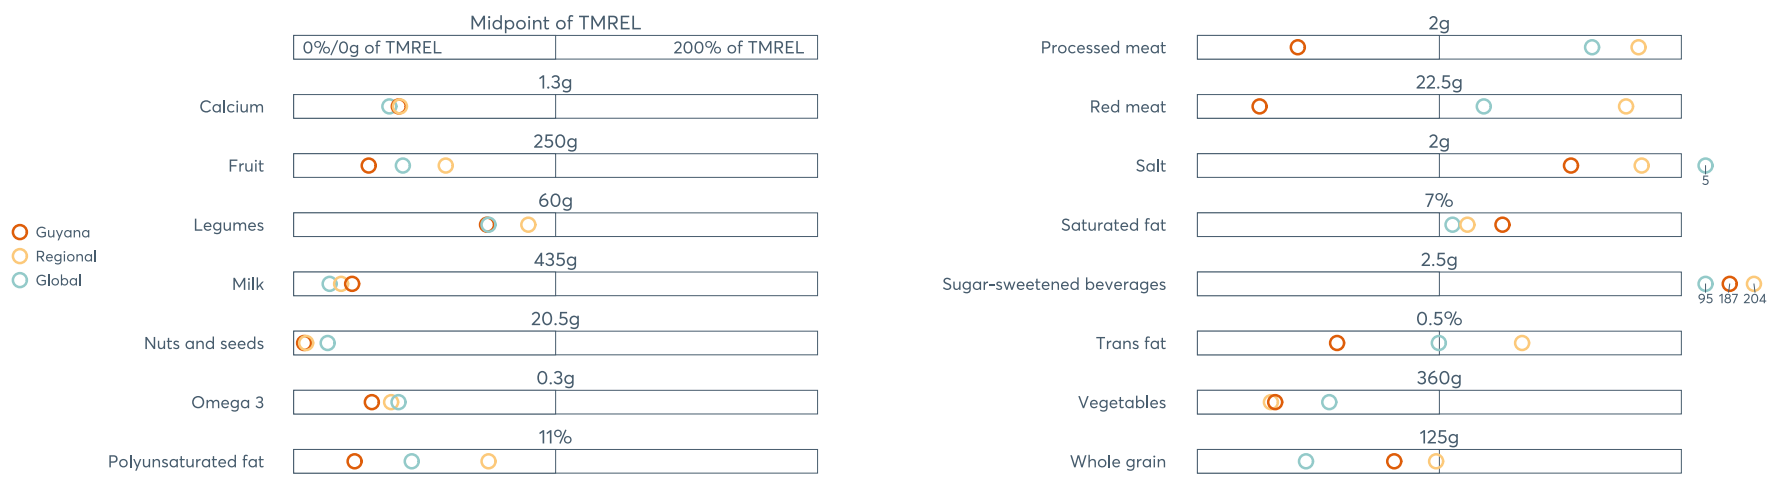 Midpoint of TMREL
0%/0g of TMREL 200% of TMREL
1.3g
Calcium
250g
Fruit
60g
Legumes
435g
Milk
20.5g
Nuts and seeds
0.3g
Omega 3
11%
Polyunsaturated fat
Guyana
Regional
Global
2g
Processed meat
22.5g
Red meat
2g
Salt
5
7%
Saturated fat
2.5g
Sugar-sweetened beverages
95 187 204
0.5%
Trans fat
360g
Vegetables
125g
Whole grain